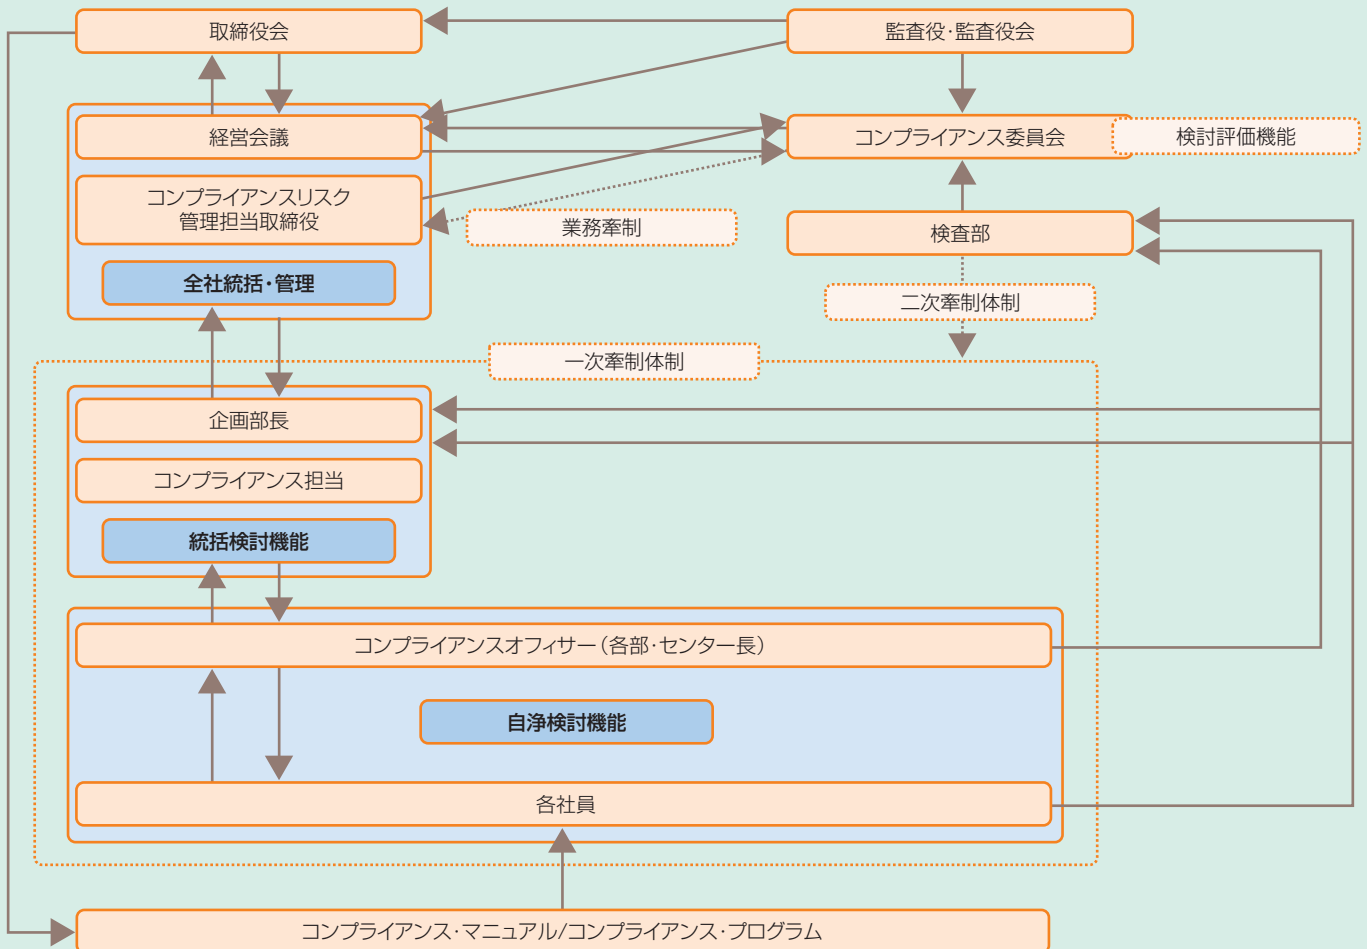 取締役会
監査役・監査役会
経営会議
コンプライアンス委員会
検討評価機能
コンプライアンスリスク
管理担当取締役
業務牽制
検査部
全社統括・管理
二次牽制体制
一次牽制体制
企画部長
コンプライアンス担当
統括検討機能
コンプライアンスオフィサー（各部・センター長）
自浄検討機能
各社員
コンプライアンス・マニュアル/コンプライアンス・プログラム